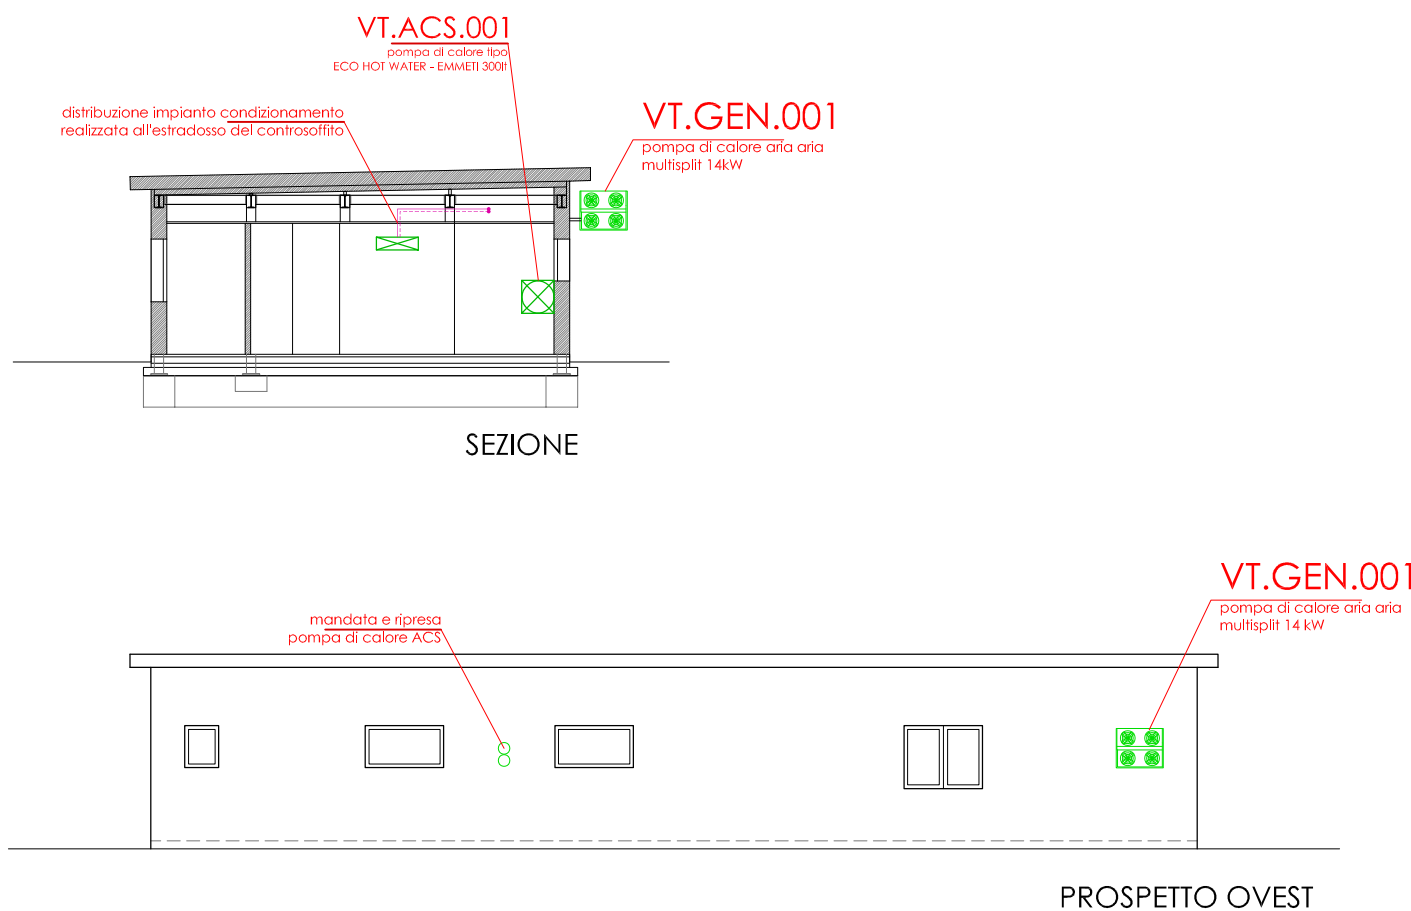 VT.ACS.001
pompa di calore tipo
ECO HOT WATER - EMMETI 300lt
distribuzione impianto condizionamento
realizzata all'estradosso del controsoffito
VT.GEN.001
pompa di calore aria aria
multisplit 14kW
SEZIONE
VT.GEN.001
pompa di calore aria aria
multisplit 14 kW
mandata e ripresa
pompa di calore ACS
PROSPETTO OVEST